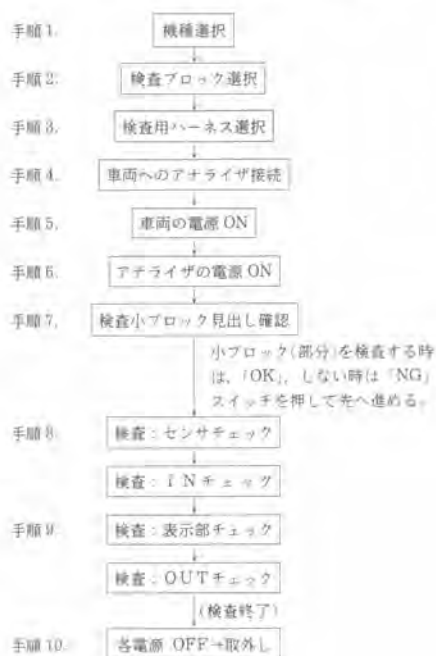 手順1. 機種選択
手順2. 検査ブロック選択
手順3. 検査用ハーネス選択
手順4. 車両へのアナライザ接続
手順5. 車両の電源 ON
手順6. アナライザの電源 ON
手順7. 検査小ブロック見出し確認
小ブロック(部分)を検査する時
は,「OK」, しない時は「NG」
スイッチを押して先へ進める。
手順8. 検査：センサチェック
検査：INチェック
手順9. 検査：表示部チェック
検査：OUTチェック
(検査終了)
手順10. 各電源 OFF→取外し